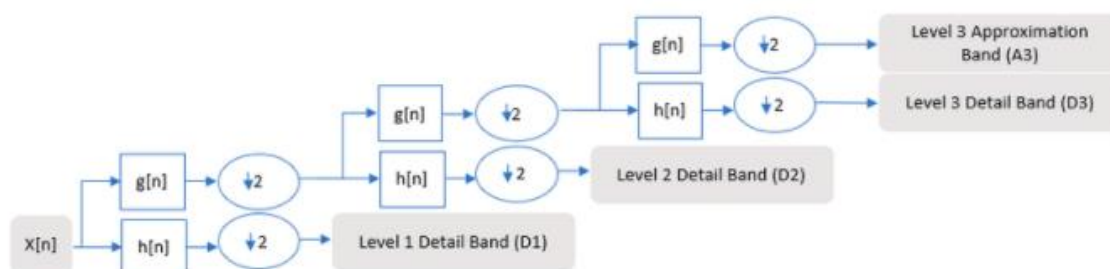 g[n]
↓2
Level 3 Approximation
Band (A3)
g[n]
↓2
h[n]
↓2
Level 3 Detail Band (D3)
g[n]
↓2
h[n]
↓2
Level 2 Detail Band (D2)
X[n]
h[n]
↓2
Level 1 Detail Band (D1)